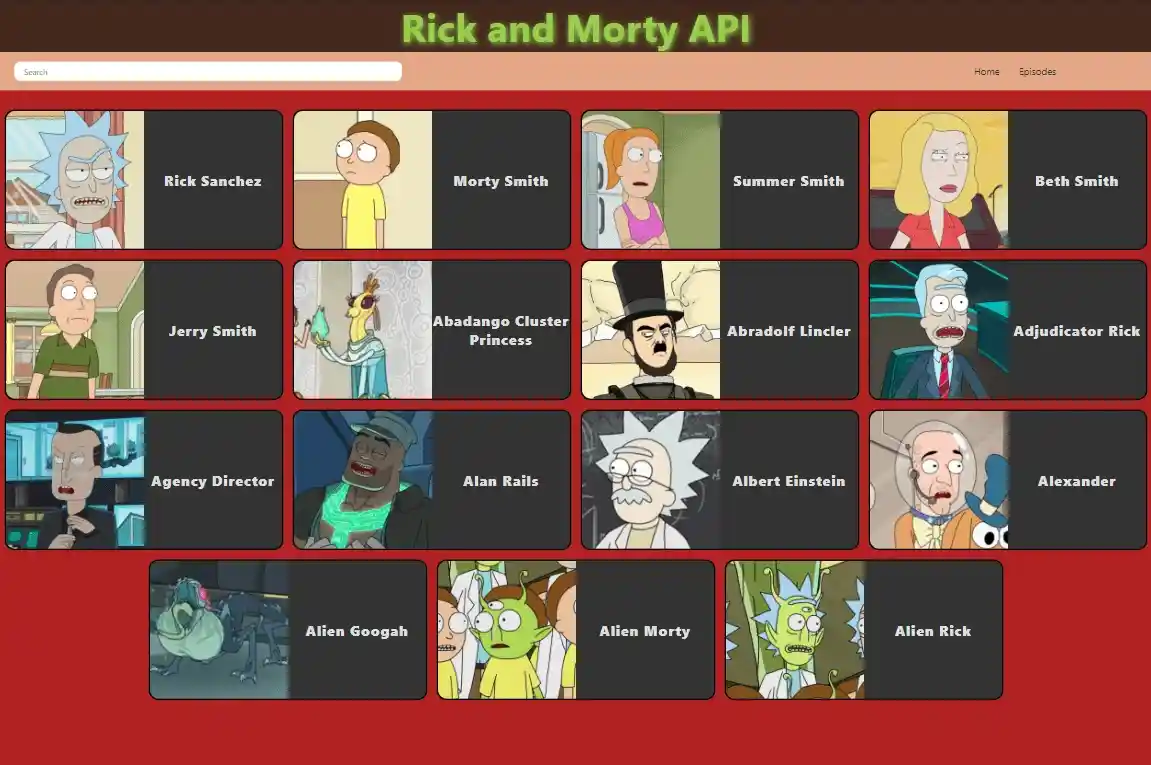 Rick and Morty API
Search
Home
Episodes
Rick Sanchez
Morty Smith
Summer Smith
Beth Smith
Jerry Smith
Abadango Cluster
Princess
Abradolf Lincler
Adjudicator Rick
Agency Director
Alan Rails
Albert Einstein
Alexander
Alien Googah
Alien Morty
Alien Rick